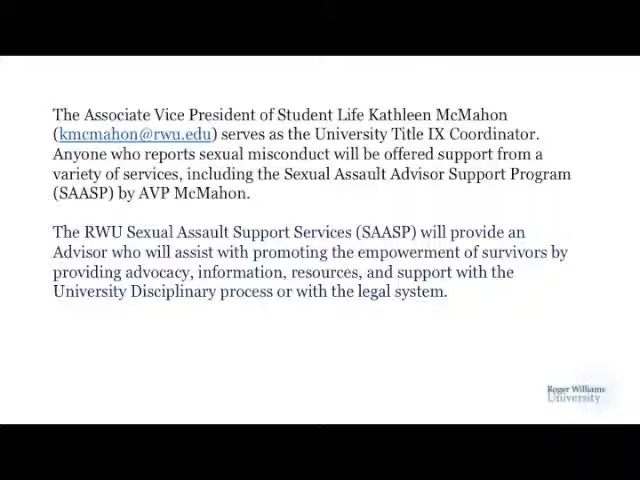 The Associate Vice President of Student Life Kathleen McMahon
(kmcmahon@rwu.edu) serves as the University Title IX Coordinator.
Anyone who reports sexual misconduct will be offered support from a
variety of services, including the Sexual Assault Advisor Support Program
(SAASP) by AVP McMahon.
The RWU Sexual Assault Support Services (SAASP) will provide an
Advisor who will assist with promoting the empowerment of survivors by
providing advocacy, information, resources, and support with the
University Disciplinary process or with the legal system.
Roger Williams
University